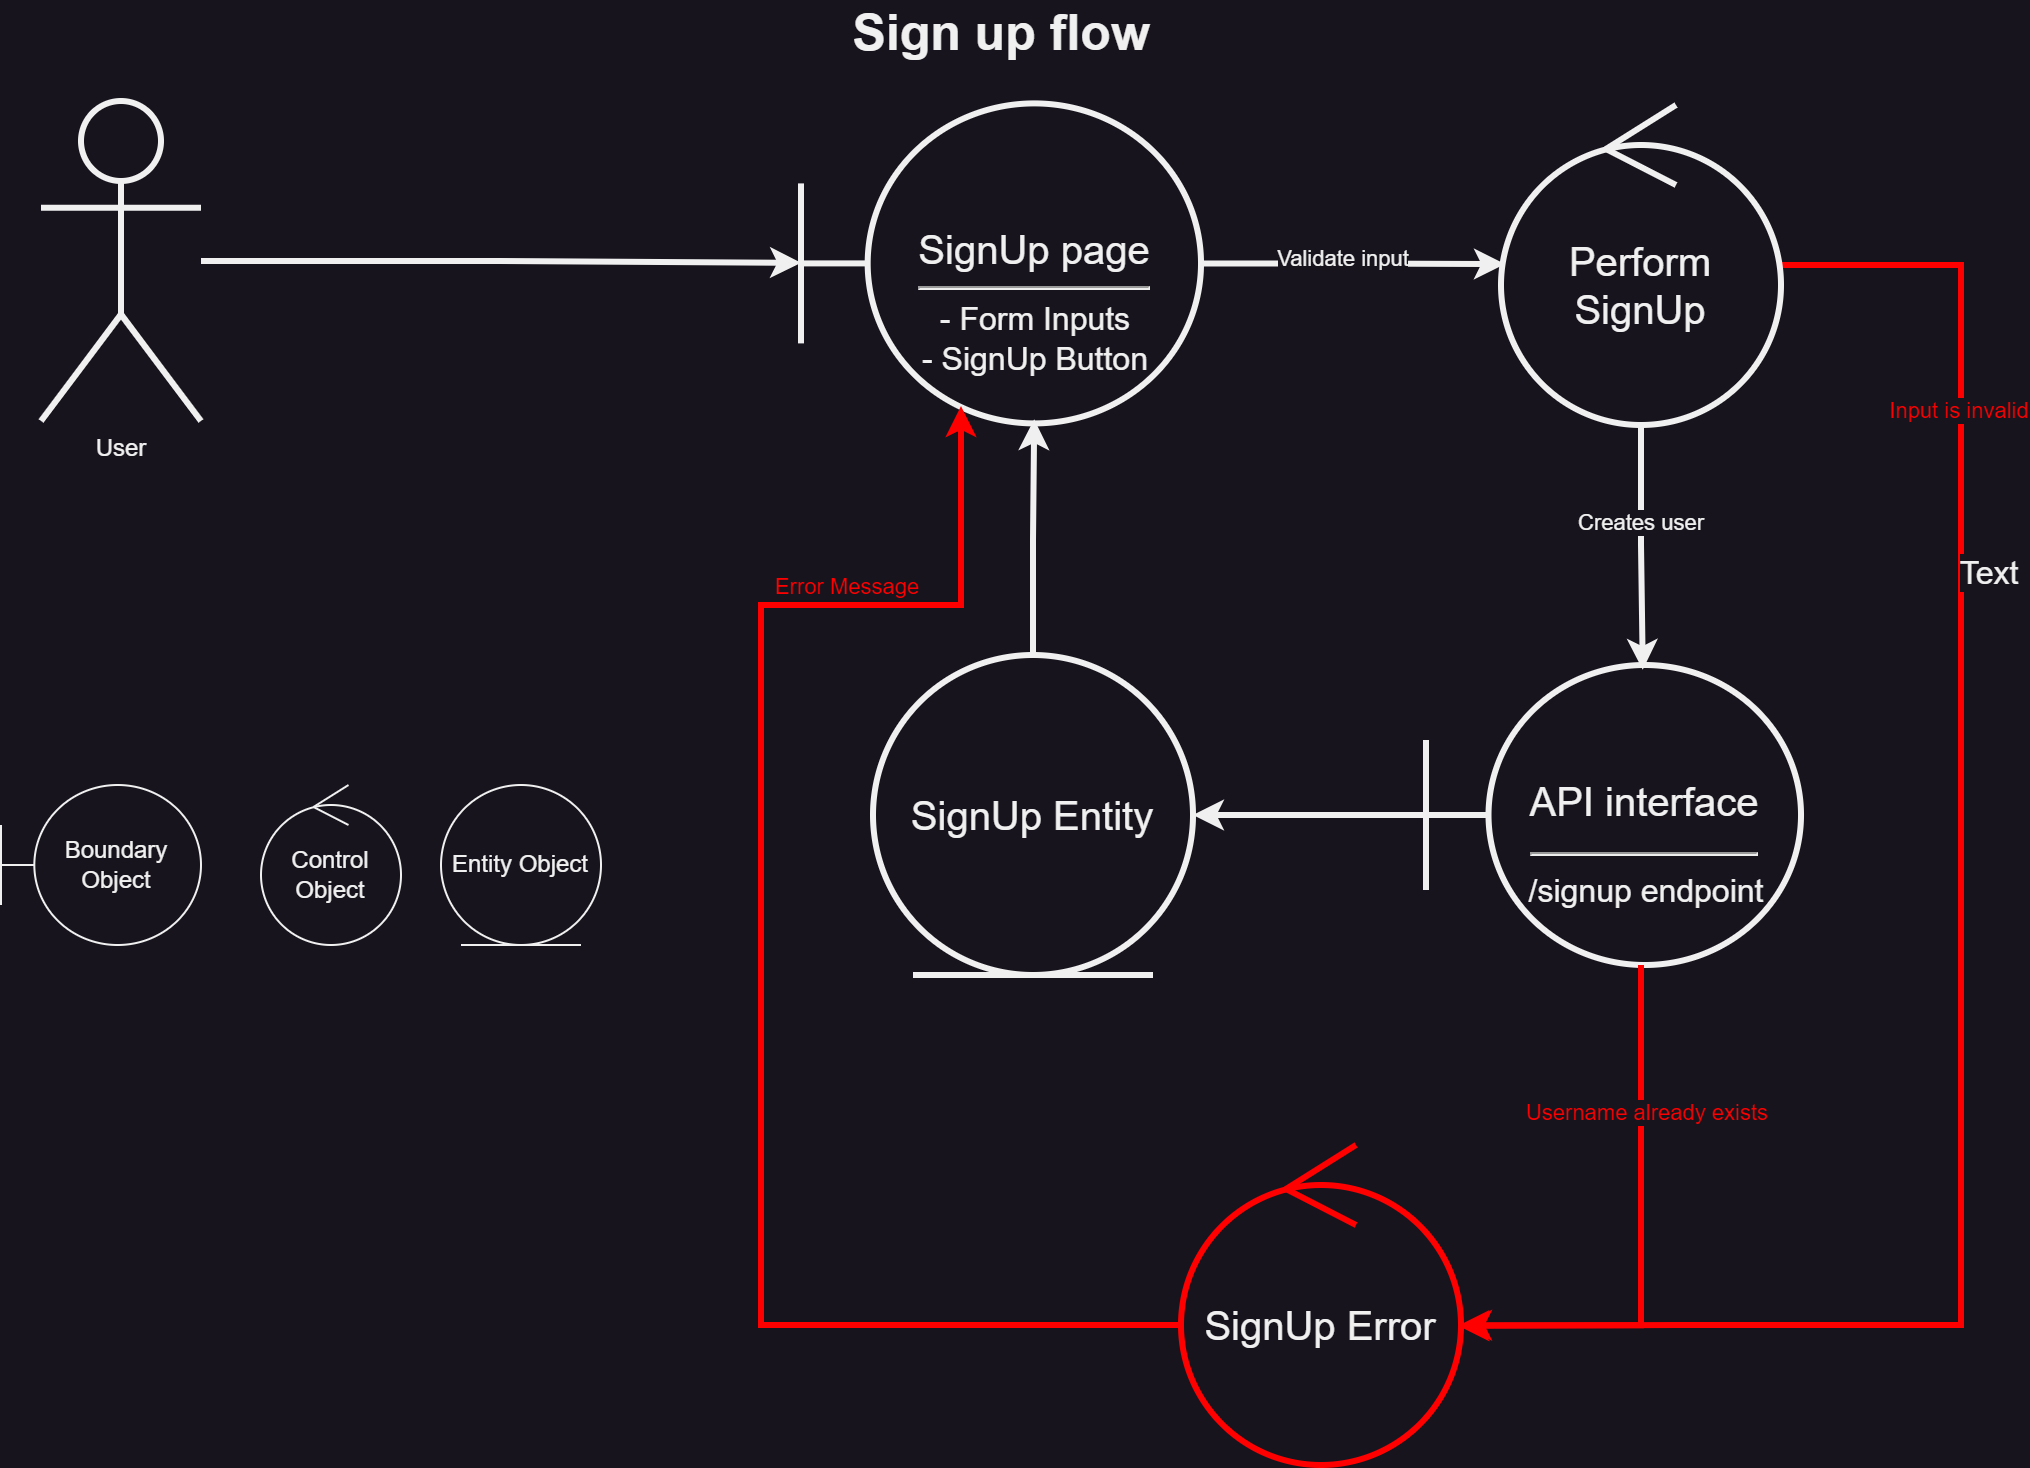 Sign up flow
SignUp page
- Form Inputs
- SignUp Button
Validate input
Perform
SignUp
Input is invalid
User
Creates user
Text
Error Message
SignUp Entity
API interface
/signup endpoint
Boundary
Object
Control
Object
Entity Object
Username already exists
SignUp Error